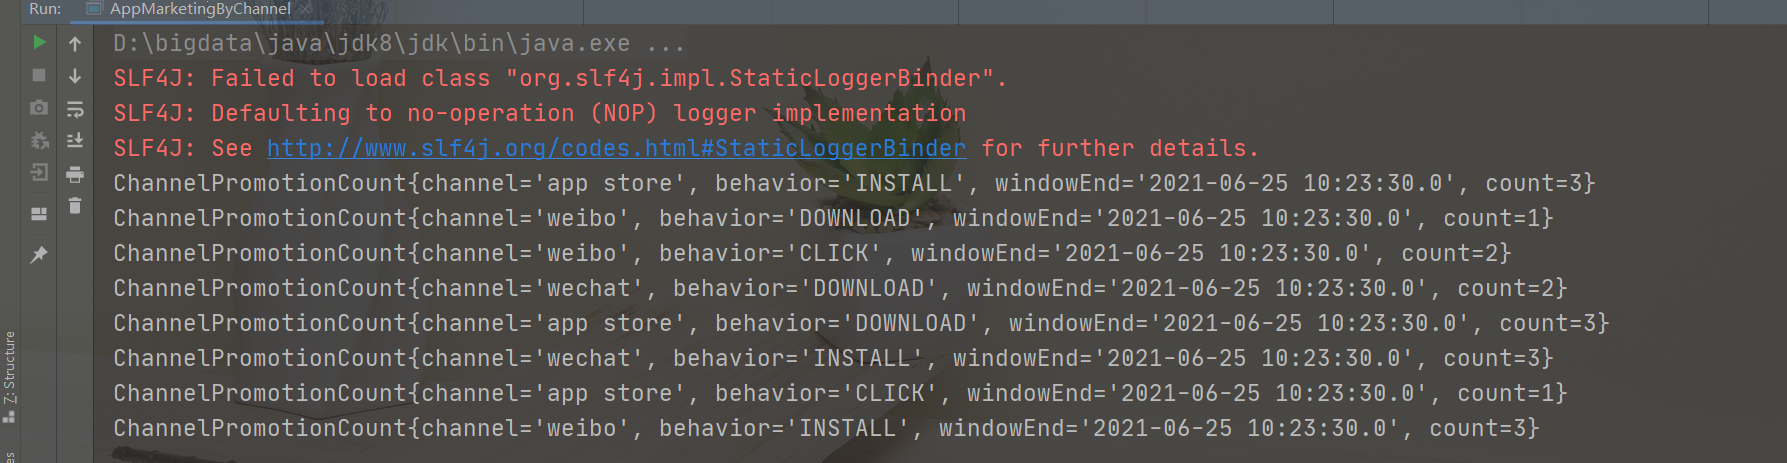 Run: AppMarketingByChannel
D:\bigdata\java\jdk8\jdk\bin\java.exe ...
SLF4J: Failed to load class "org.slf4j.impl.StaticLoggerBinder".
SLF4J: Defaulting to no-operation (NOP) logger implementation
SLF4J: See http://www.slf4j.org/codes.html#StaticLoggerBinder for further details.
ChannelPromotionCount{channel='app store', behavior='INSTALL', windowEnd='2021-06-25 10:23:30.0', count=3}
ChannelPromotionCount{channel='weibo', behavior='DOWNLOAD', windowEnd='2021-06-25 10:23:30.0', count=1}
ChannelPromotionCount{channel='weibo', behavior='CLICK', windowEnd='2021-06-25 10:23:30.0', count=2}
ChannelPromotionCount{channel='wechat', behavior='DOWNLOAD', windowEnd='2021-06-25 10:23:30.0', count=2}
ChannelPromotionCount{channel='app store', behavior='DOWNLOAD', windowEnd='2021-06-25 10:23:30.0', count=3}
ChannelPromotionCount{channel='wechat', behavior='INSTALL', windowEnd='2021-06-25 10:23:30.0', count=3}
ChannelPromotionCount{channel='app store', behavior='CLICK', windowEnd='2021-06-25 10:23:30.0', count=1}
ChannelPromotionCount{channel='weibo', behavior='INSTALL', windowEnd='2021-06-25 10:23:30.0', count=3}
7: Structure